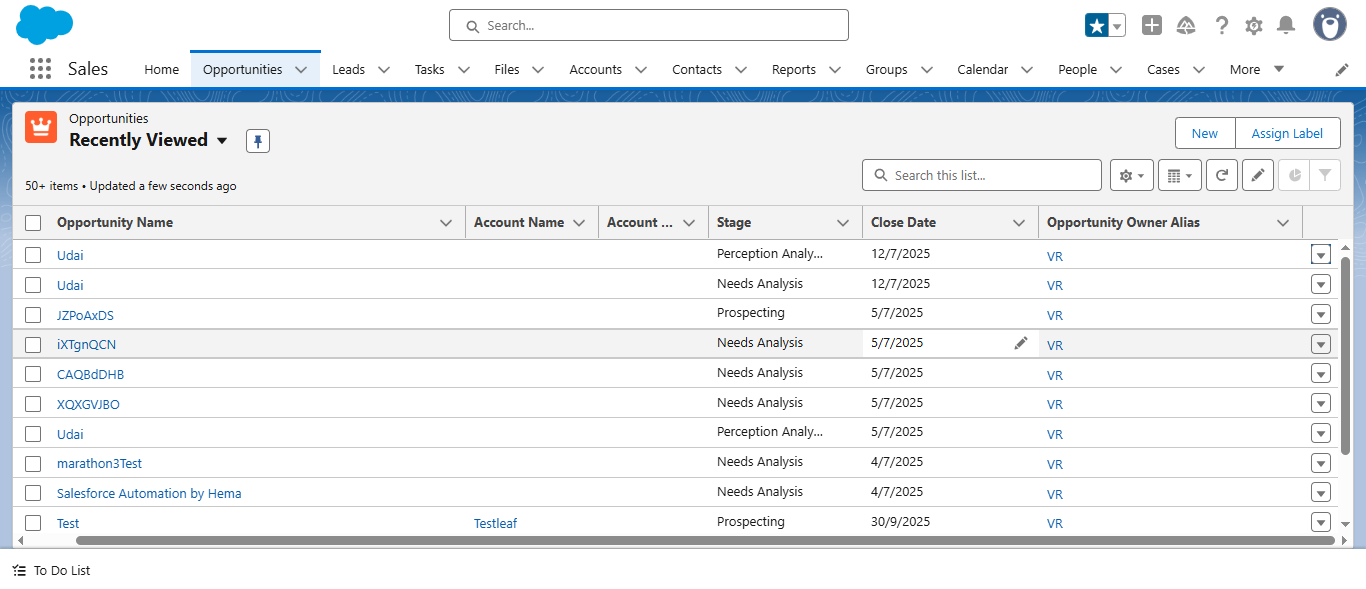 Search...
Sales Home Opportunities Leads Tasks Files Accounts Contacts Reports Groups Calendar People Cases More
Opportunities
Recently Viewed
New Assign Label
50+ items • Updated a few seconds ago
Search this list...
Opportunity Name Account Name Account ... Stage Close Date Opportunity Owner Alias
Udai Perception Analy... 12/7/2025 VR
Udai Needs Analysis 12/7/2025 VR
JZPoAxDS Prospecting 5/7/2025 VR
iXTgnQCN Needs Analysis 5/7/2025 VR
CAQBdDHB Needs Analysis 5/7/2025 VR
XQXGVJBO Needs Analysis 5/7/2025 VR
Udai Perception Analy... 5/7/2025 VR
marathon3Test Needs Analysis 4/7/2025 VR
Salesforce Automation by Hema Needs Analysis 4/7/2025 VR
Test Testleaf Prospecting 30/9/2025 VR
To Do List